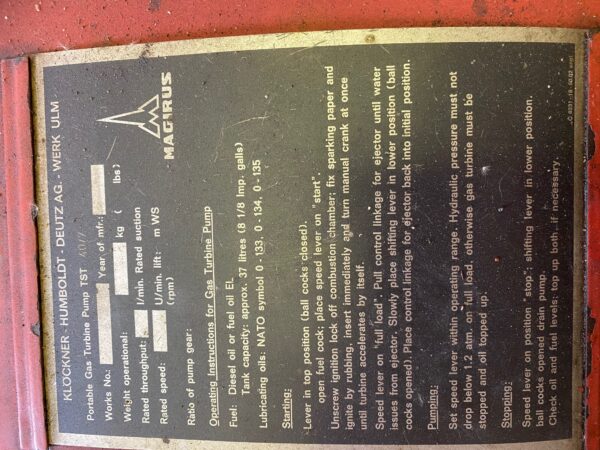 KLÖCKNER - HUMBOLDT - DEUTZ AG. - WERK ULM
Portable Gas Turbine Pump TST 40/7
Works No.: Year of mfr.:
Weight operational: kg ( lbs)
Rated throughput: l/min. Rated suction
Rated speed: U/min. lift: m WS
(rpm)
MAGIRUS
Ratio of pump gear:
Operating Instructions for Gas Turbine Pump
Fuel: Diesel oil or fuel oil EL
Tank capacity: approx. 37 litres (8 1/8 Imp. galls)
Lubricating oils: NATO symbol 0-133, 0-134, 0-135
Starting:
Lever in top position (ball cocks closed).
open fuel cock; place speed lever on "start".
Unscrew ignition lock off combustion chamber; fix sparking paper and
ignite by rubbing, insert immediately and turn manual crank at once
until turbine accelerates by itself.
Speed lever on "full load". Pull control linkage for ejector until water
issues from ejector. Slowly place shifting lever in lower position (ball
cocks opened). Place control linkage for ejector back into initial position.
Pumping:
Set speed lever within operating range. Hydraulic pressure must not
drop below 1.2 atm. on full load, otherwise gas turbine must be
stopped and oil topped up.
Stopping:
Speed lever on position "stop"; shifting lever in lower position.
ball cocks opened drain pump.
Check oil and fuel levels; top up both, if necessary.